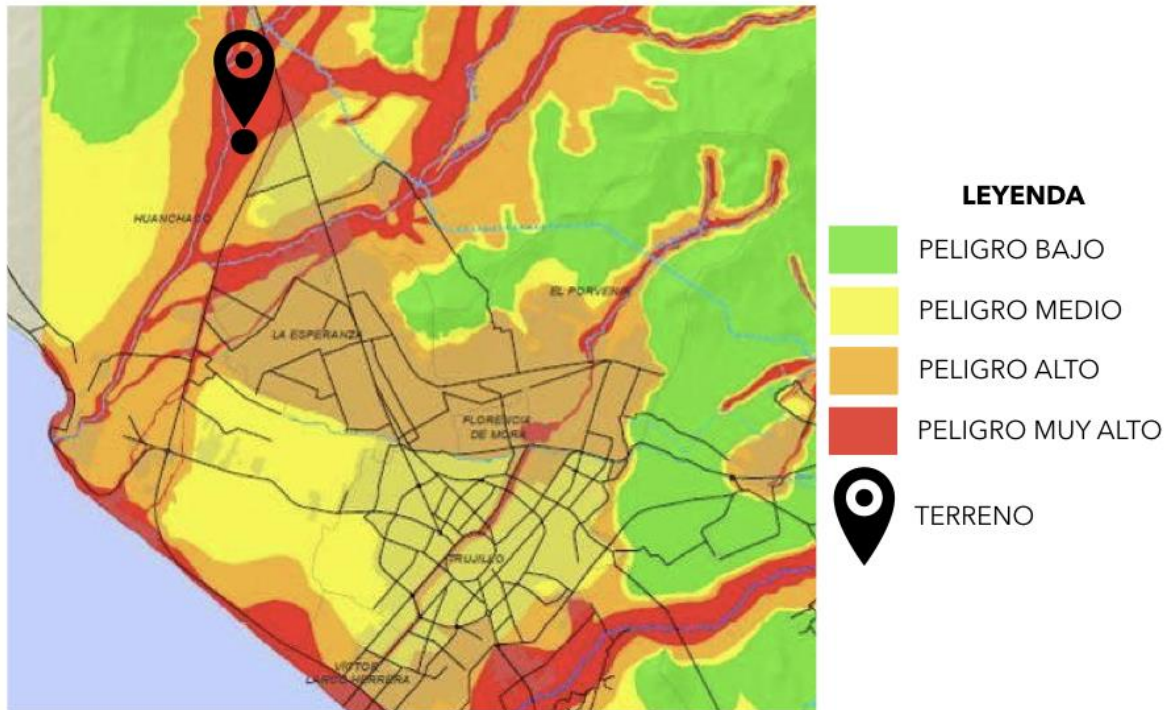 HUANCHACO
EL PORVENIR
LA ESPERANZA
FLORENCIA
DE MORA
TRUJILLO
VICTOR
LARCO HERRERA
LEYENDA
PELIGRO BAJO
PELIGRO MEDIO
PELIGRO ALTO
PELIGRO MUY ALTO
TERRENO